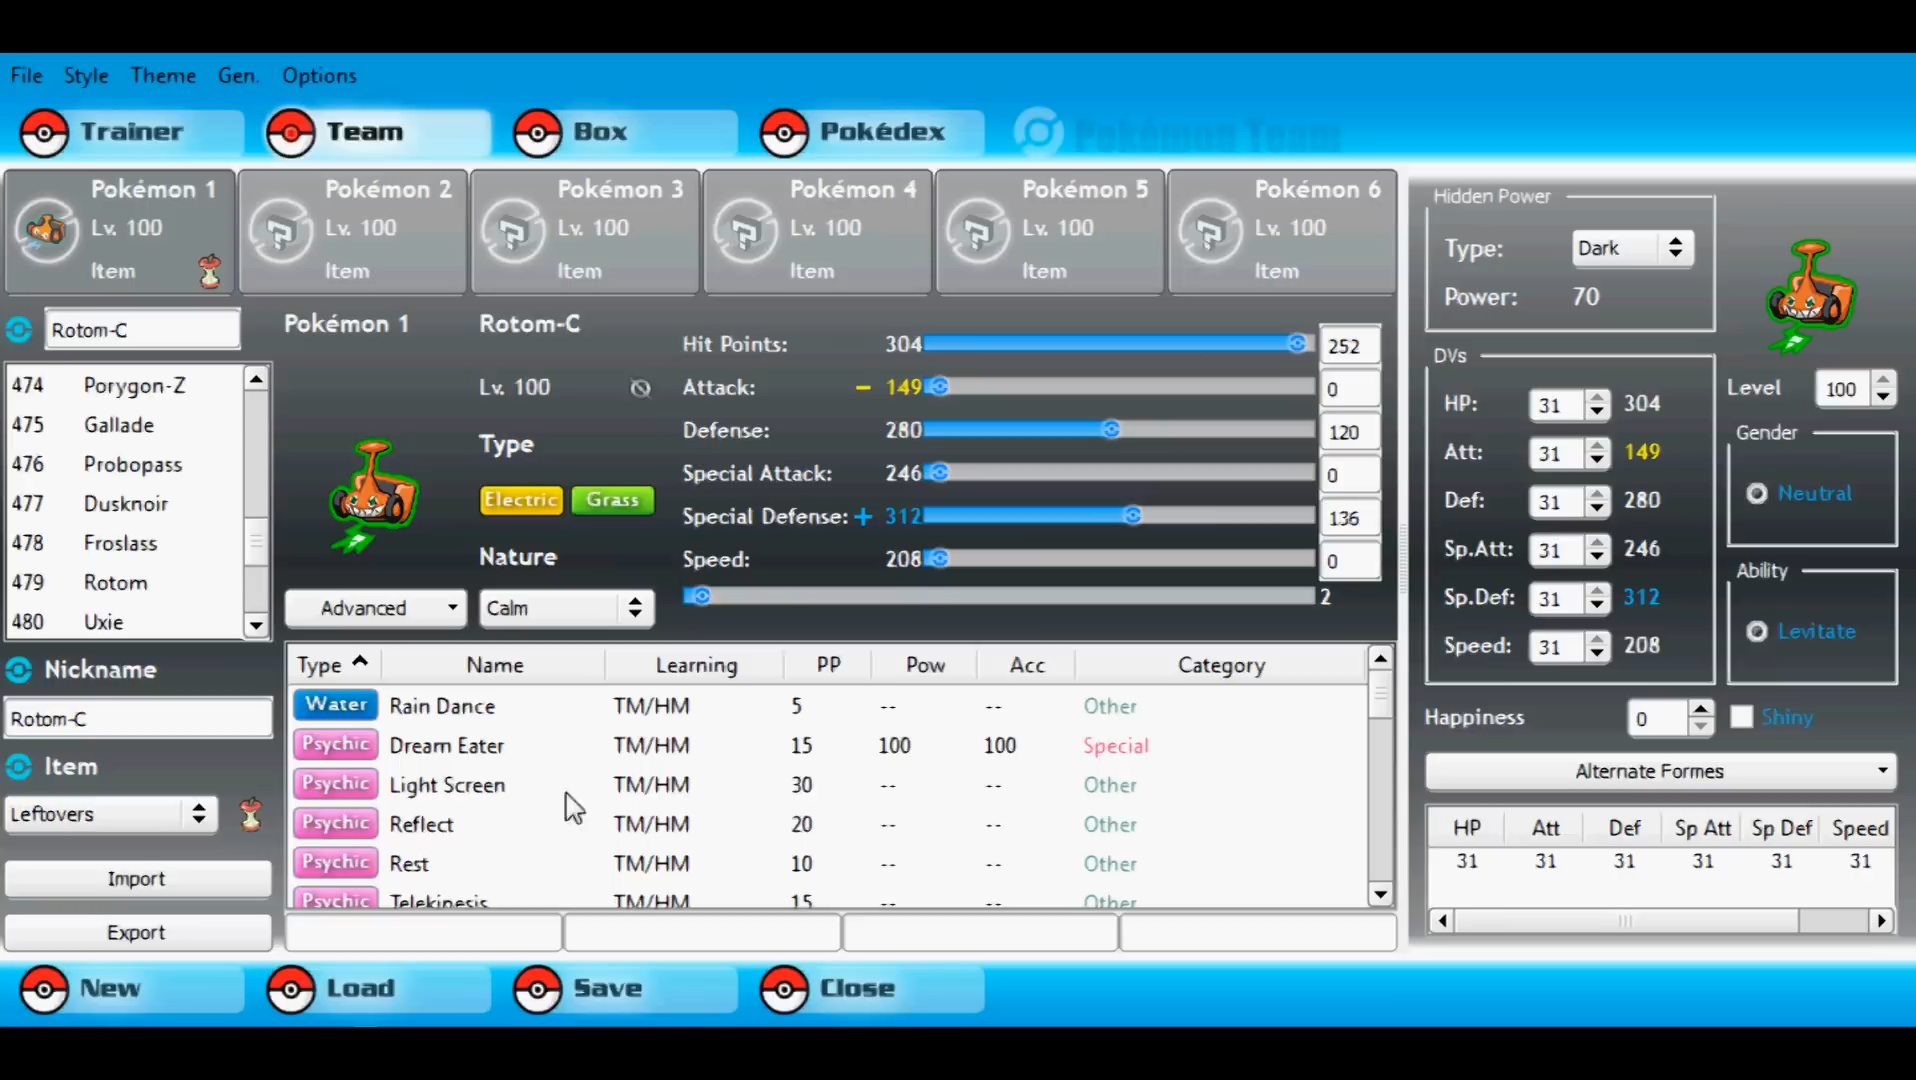 File Style Theme Gen. Options
Trainer Team Box Pokédex Pokémon Team
Pokémon 1 Pokémon 2 Pokémon 3 Pokémon 4 Pokémon 5 Pokémon 6
Lv. 100 Lv. 100 Lv. 100 Lv. 100 Lv. 100 Lv. 100
Item Item Item Item Item Item
Rotom-C
474 Porygon-Z
475 Gallade
476 Probopass
477 Dusknoir
478 Froslass
479 Rotom
480 Uxie
Nickname
Rotom-C
Item
Leftovers
Import
Export
Pokémon 1 Rotom-C
Lv. 100
Type
Electric Grass
Nature
Advanced Calm
Hit Points: 304 252
Attack: - 149 0
Defense: 280 120
Special Attack: 246 0
Special Defense: + 312 136
Speed: 208 0
2
Type Name Learning PP Pow Acc Category
Water Rain Dance TM/HM 5 -- -- Other
Psychic Dream Eater TM/HM 15 100 100 Special
Psychic Light Screen TM/HM 30 -- -- Other
Psychic Reflect TM/HM 20 -- -- Other
Psychic Rest TM/HM 10 -- -- Other
Psychic Telekinesis TM/HM 15 -- -- Other
Hidden Power
Type: Dark
Power: 70
DVs
HP: 31 304
Att: 31 149
Def: 31 280
Sp.Att: 31 246
Sp.Def: 31 312
Speed: 31 208
Level 100
Gender
Neutral
Ability
Levitate
Happiness 0 Shiny
Alternate Formes
HP Att Def Sp Att Sp Def Speed
31 31 31 31 31 31
New Load Save Close